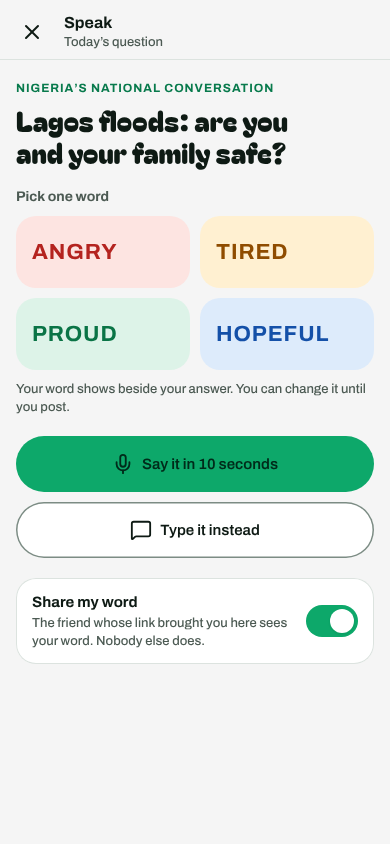 Speak
Today's question
NIGERIA'S NATIONAL CONVERSATION
Lagos floods: are you
and your family safe?
Pick one word
ANGRY
TIRED
PROUD
HOPEFUL
Your word shows beside your answer. You can change it until
you post.
Say it in 10 seconds
Type it instead
Share my word
The friend whose link brought you here sees
your word. Nobody else does.